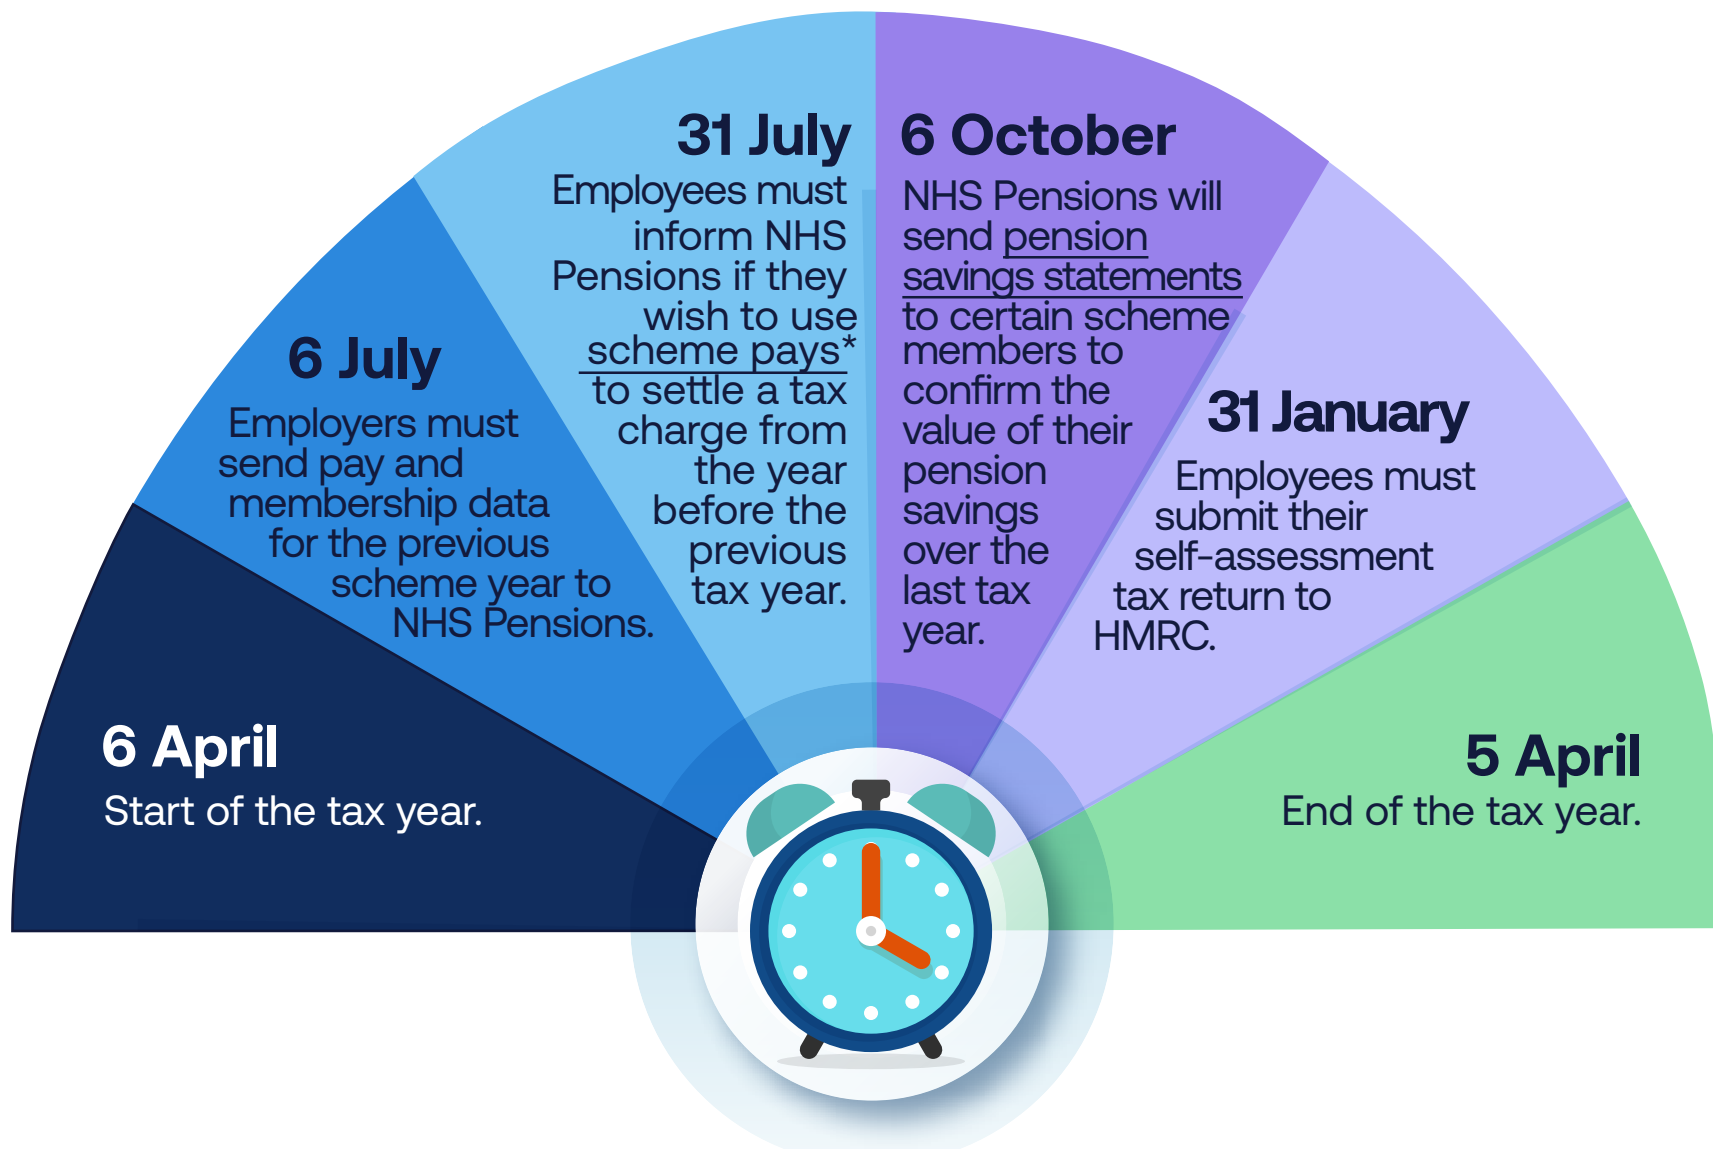 6 April
Start of the tax year.
6 July
Employers must
send pay and
membership data
for the previous
scheme year to
NHS Pensions.
31 July
Employees must
inform NHS
Pensions if they
wish to use
scheme pays*
to settle a tax
charge from
the year
before the
previous
tax year.
6 October
NHS Pensions will
send pension
savings statements
to certain scheme
members to
confirm the
value of their
pension
savings
over the
last tax
year.
31 January
Employees must
submit their
self-assessment
tax return to
HMRC.
5 April
End of the tax year.